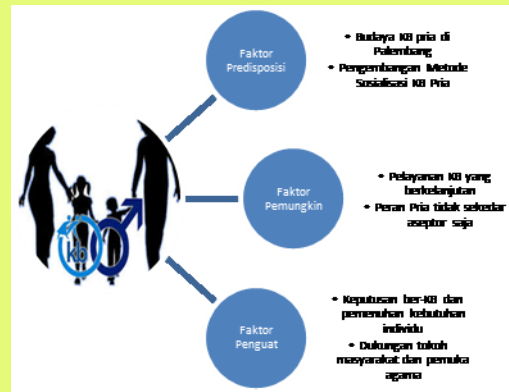 Faktor
Predisposisi
• Budaya KB pria di
Palembang
• Pengembangan Metode
Sosialisasi KB Pria
Faktor
Pemungkin
• Pelayanan KB yang
berkelanjutan
• Peran Pria tidak sekedar
aseptor saja
kb
Faktor
Penguat
• Keputusan ber-KB dan
pemenuhan kebutuhan
individu
• Dukungan tokoh
masyarakat dan pemuka
agama